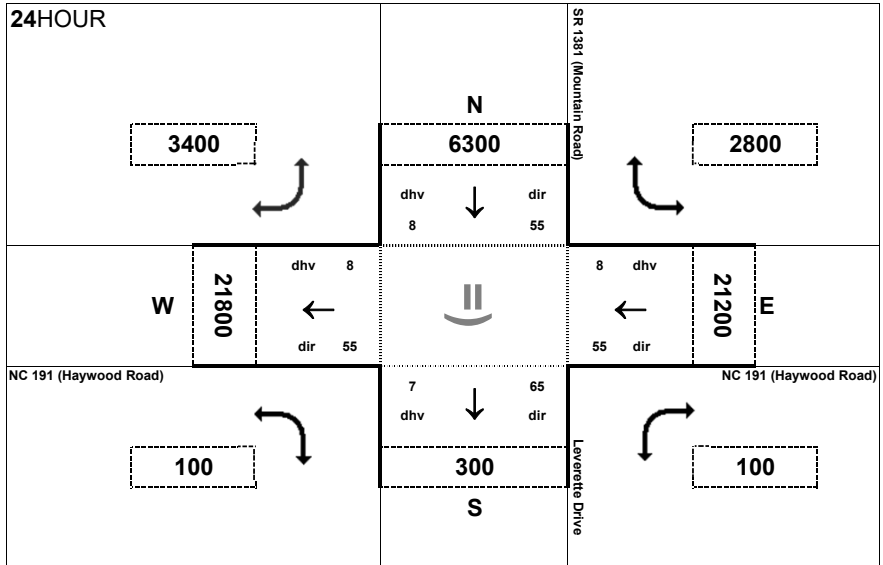 24HOUR
SR 1381 (Mountain Road)
N
3400
6300
2800
dhv
dir
8
55
dhv 8
8 dhv
W
21800
21200
E
dir 55
55 dir
NC 191 (Haywood Road)
NC 191 (Haywood Road)
7
65
dhv
dir
100
300
100
Leverette Drive
S